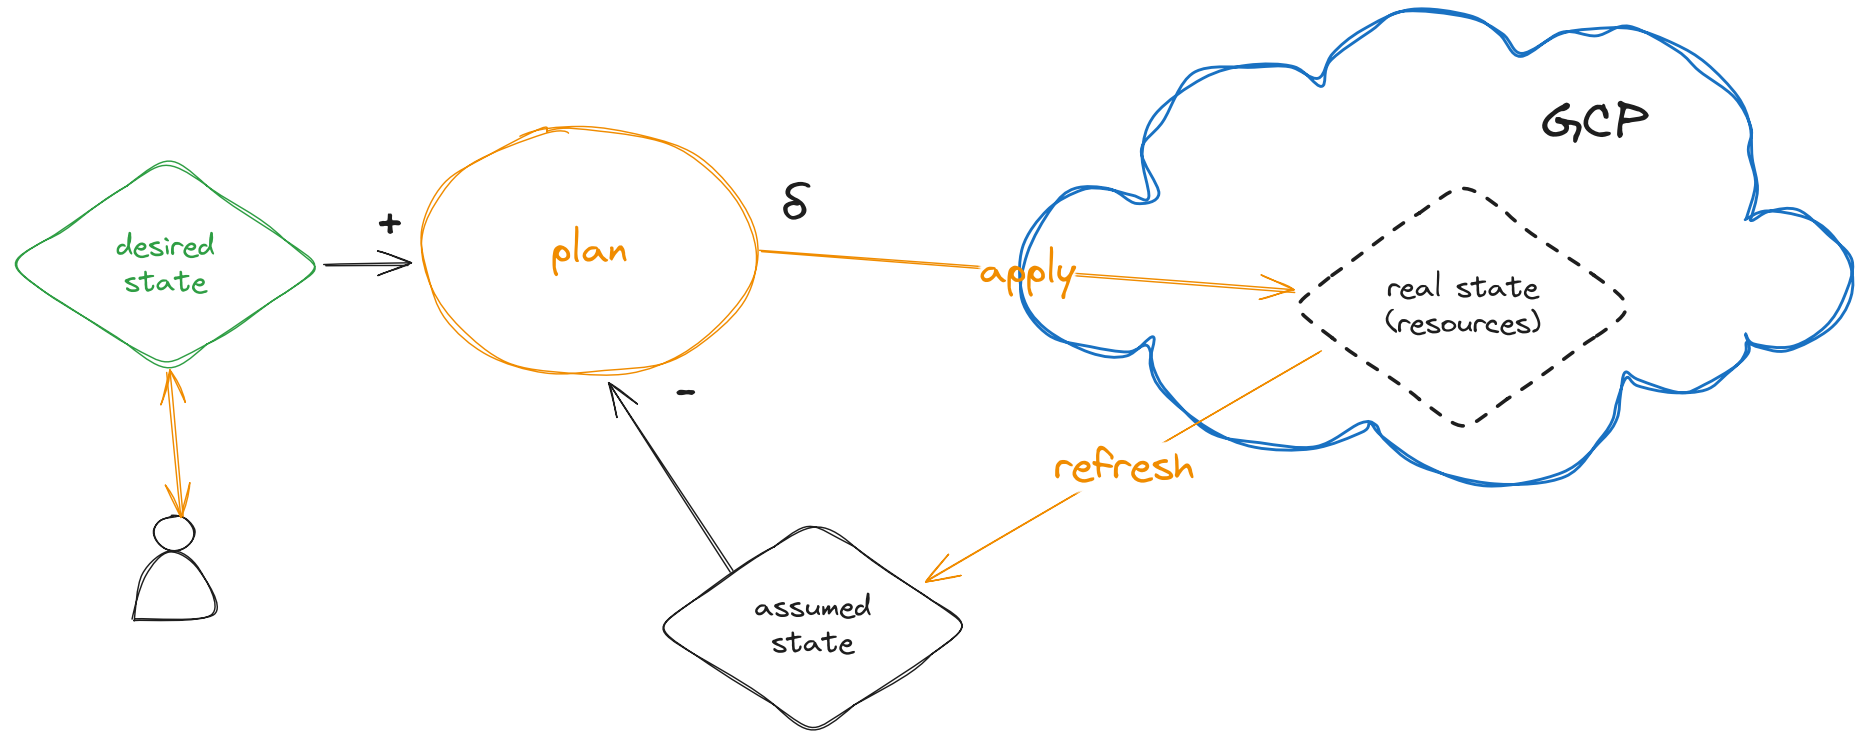 GCP
δ
+
desired
state
plan
apply
real state
(resources)
-
refresh
assumed
state